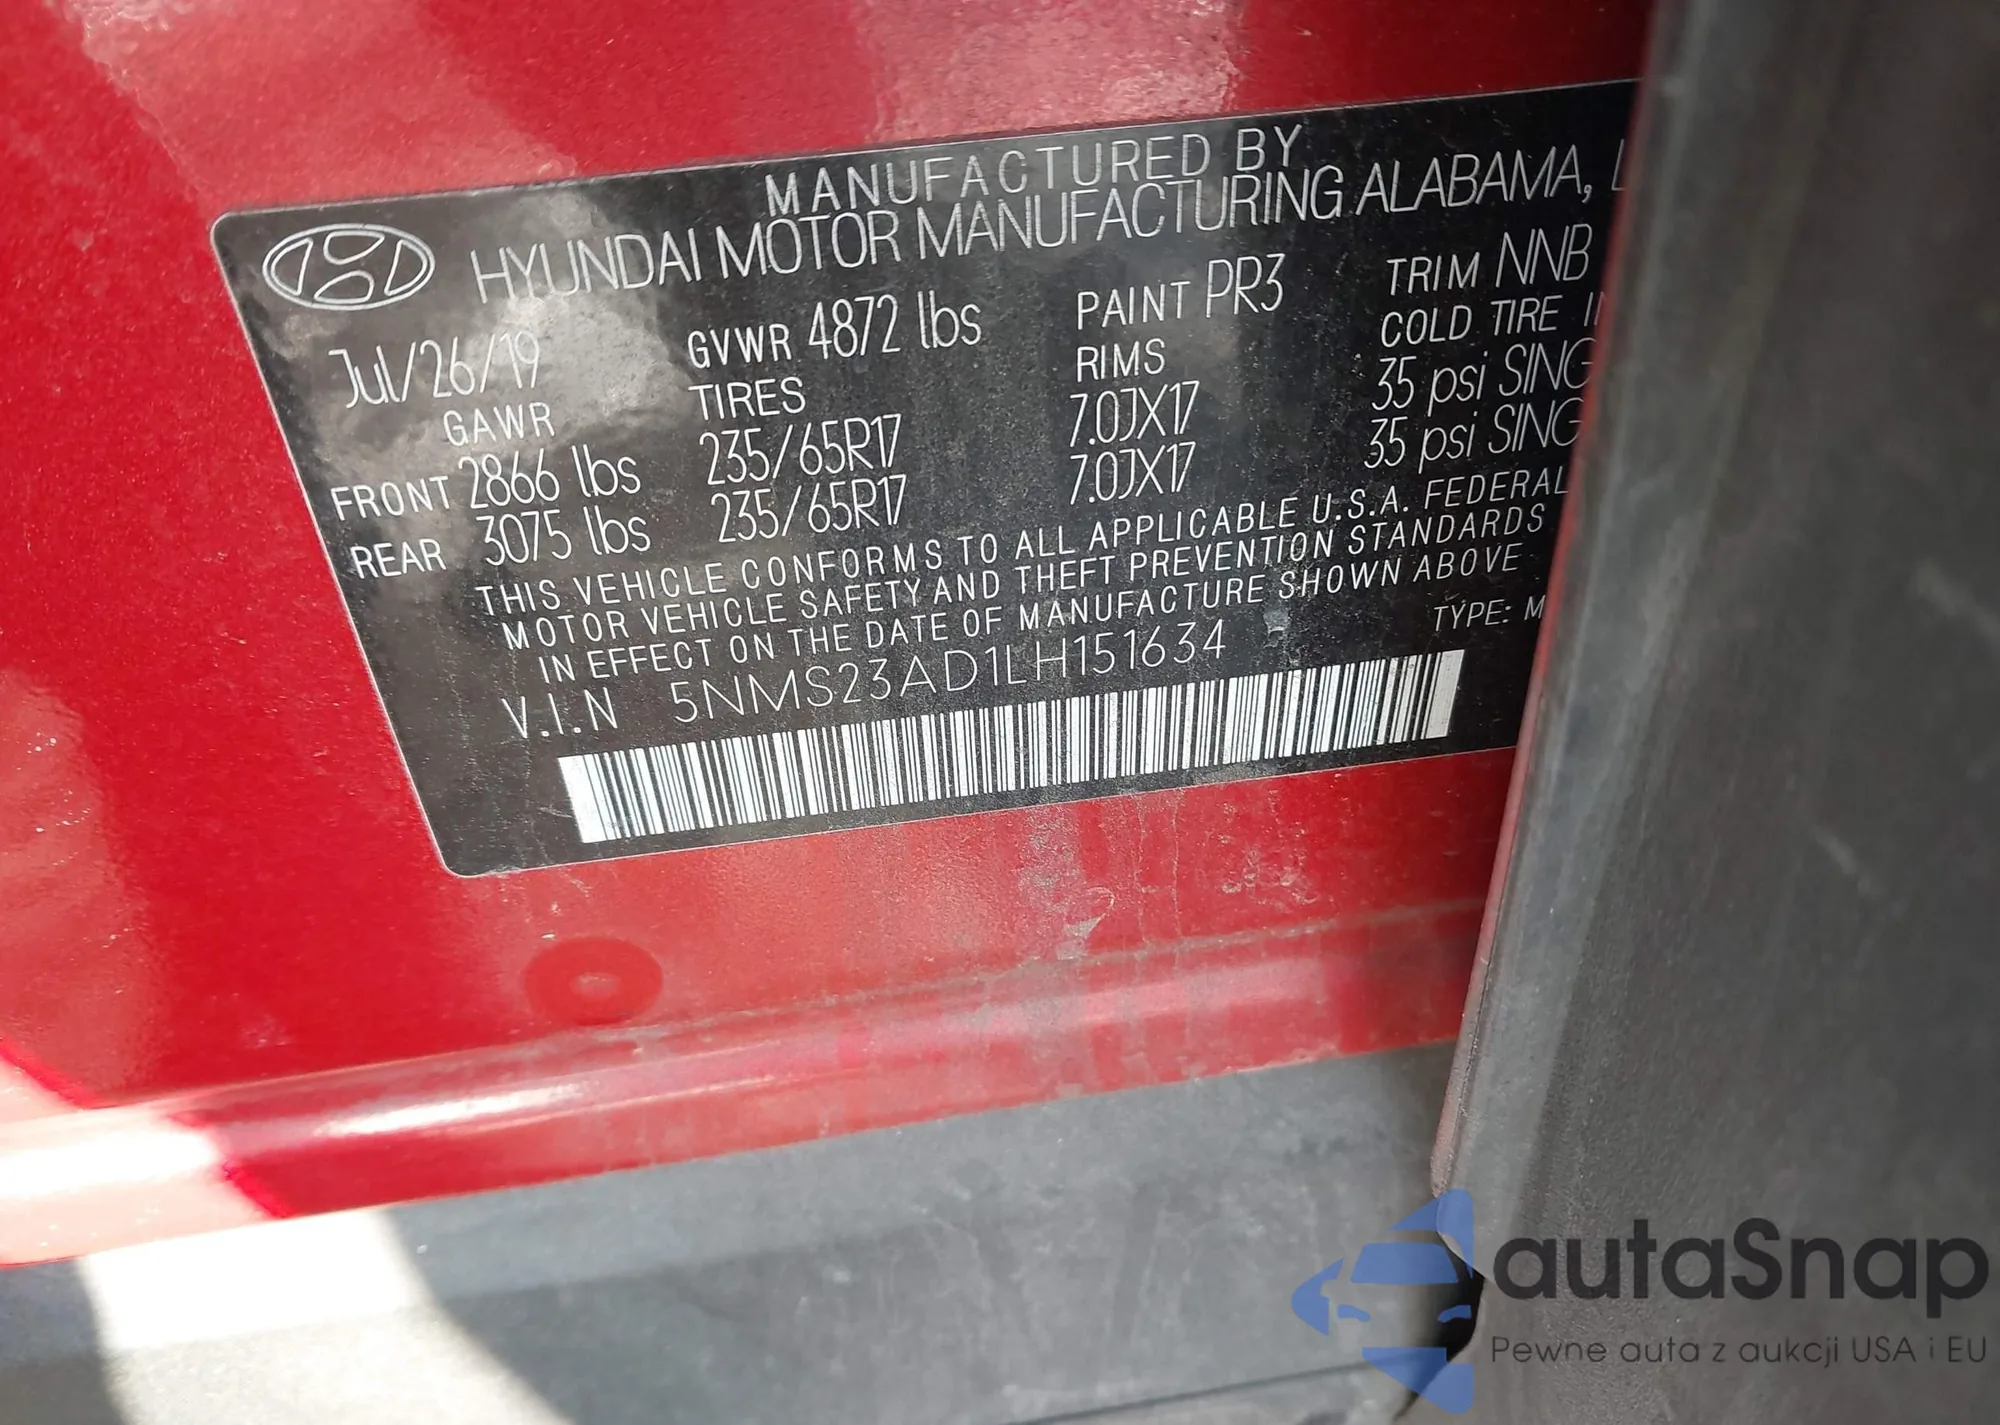 MANUFACTURED BY
HYUNDAI MOTOR MANUFACTURING ALABAMA,
Jul/26/19 GVWR 4872 lbs PAINT PR3 TRIM NNB
GAWR TIRES RIMS COLD TIRE
FRONT 2866 lbs 235/65R17 7.0JX17 35 psi SING
REAR 3075 lbs 235/65R17 7.0JX17 35 psi SING
THIS VEHICLE CONFORMS TO ALL APPLICABLE U.S.A. FEDERAL
MOTOR VEHICLE SAFETY AND THEFT PREVENTION STANDARDS
IN EFFECT ON THE DATE OF MANUFACTURE SHOWN ABOVE
V.I.N 5NMS23AD1LH151634 TYPE: M
autaSnap
Pewne auta z aukcji USA i EU